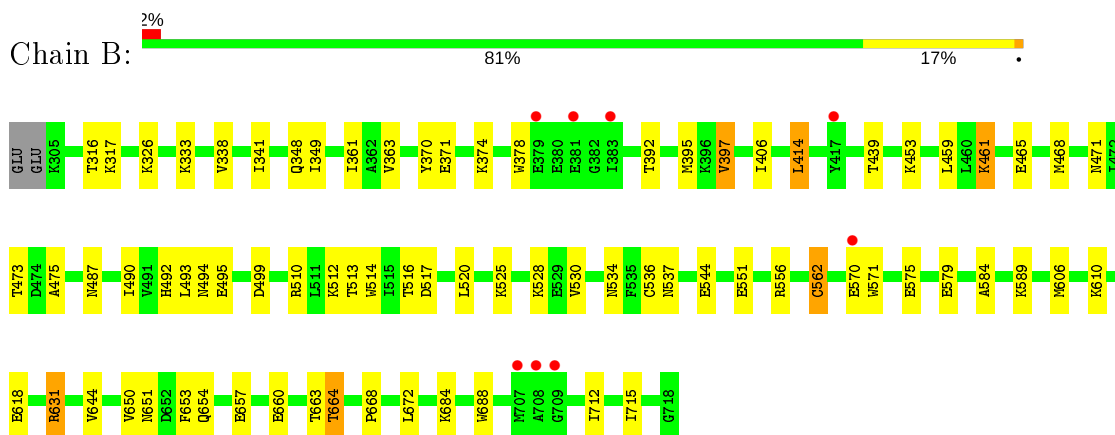 2%
Chain B:
81% 17% •
GLU GLU K305 T316 K317 K326 K333 V338 I341 Q348 I349 I361 A362 V363 Y370 E371 K374 W378 E379 E380 E381 G382 I383 T392 M395 K396 V397 I406 L414 Y417 T439 K453 L459 L460 K461 E465 M468 N471 I472
T473 D474 A475 N487 I490 V491 H492 L493 N494 E495 D499 R510 L511 K512 T513 W514 I515 T516 D517 L520 K525 K528 E529 V530 N534 F535 C536 N537 E544 E551 R556 C562 E570 W571 E575 E579 A584 K589 M606 K610
E618 R631 V644 V650 N651 D652 F653 Q654 E657 E660 T663 T664 P668 L672 K684 W688 M707 A708 G709 I712 I715 G718